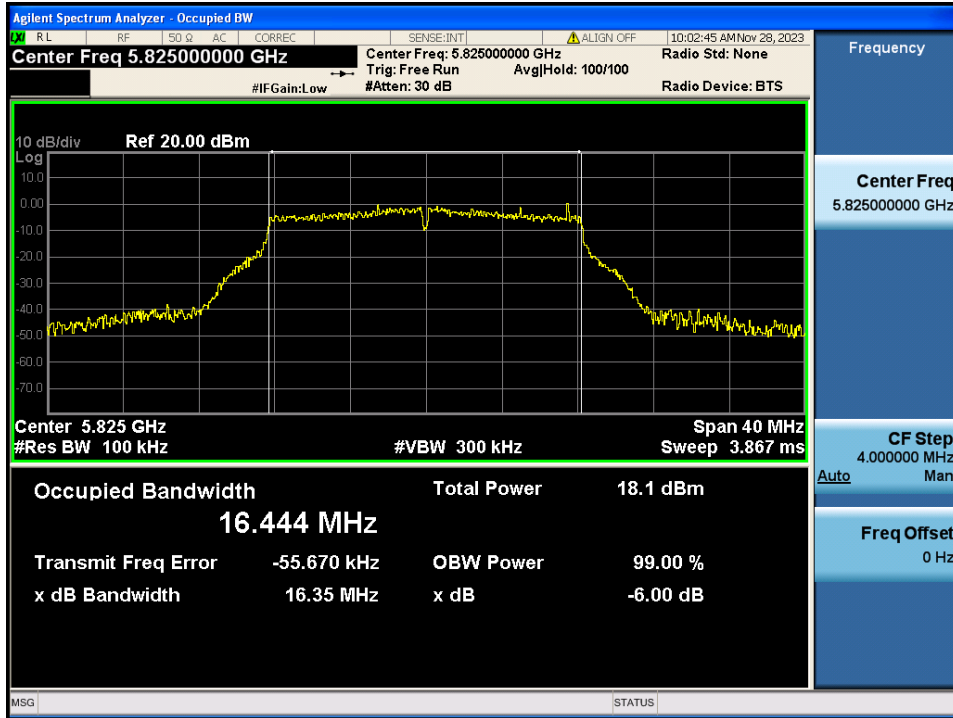 Agilent Spectrum Analyzer - Occupied BW
LXI RL RF 50 Ω AC CORREC SENSE:INT ALIGN OFF 10:02:45 AM Nov 28, 2023
Center Freq 5.825000000 GHz
Center Freq: 5.825000000 GHz
Radio Std: None
Trig: Free Run Avg|Hold: 100/100
#IFGain:Low
#Atten: 30 dB
Radio Device: BTS
10 dB/div Ref 20.00 dBm
Log
10.0
0.00
-10.0
-20.0
-30.0
-40.0
-50.0
-60.0
-70.0
Center 5.825 GHz Span 40 MHz
#Res BW 100 kHz #VBW 300 kHz Sweep 3.867 ms
Occupied Bandwidth Total Power 18.1 dBm
16.444 MHz
Transmit Freq Error -55.670 kHz OBW Power 99.00 %
x dB Bandwidth 16.35 MHz x dB -6.00 dB
MSG STATUS
Frequency
Center Freq
5.825000000 GHz
CF Step
4.000000 MHz
Auto Man
Freq Offset
0 Hz